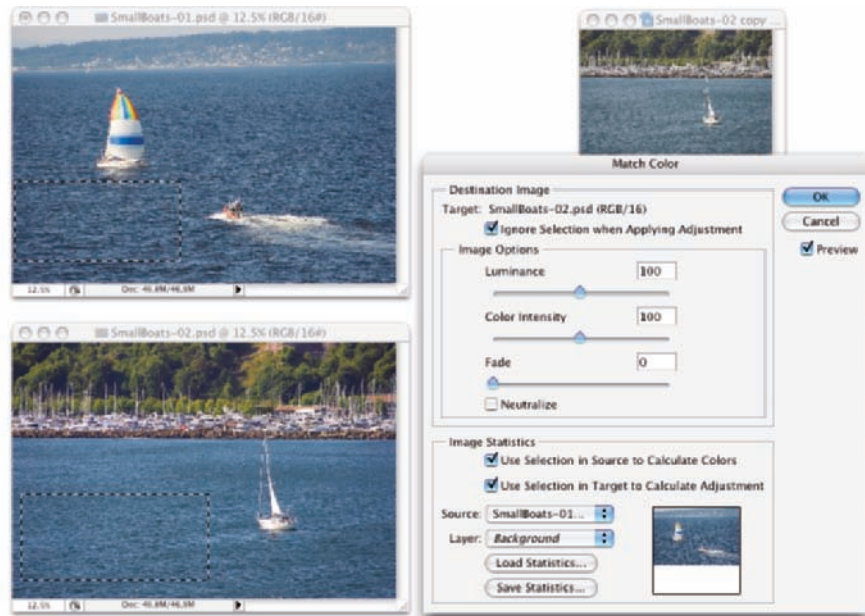 SmallBoats-01.psd @ 12.5% (RGB/16#)
12.5% Doc: 46.8M/46.8M
SmallBoats-02 copy ...
Match Color
Destination Image
Target: SmallBoats-02.psd (RGB/16)
Ignore Selection when Applying Adjustment
Image Options
Luminance 100
Color Intensity 100
Fade 0
Neutralize
OK
Cancel
Preview
SmallBoats-02.psd @ 12.5% (RGB/16#)
12.5% Doc: 46.8M/46.8M
Image Statistics
Use Selection in Source to Calculate Colors
Use Selection in Target to Calculate Adjustment
Source: SmallBoats-01...
Layer: Background
Load Statistics...
Save Statistics...